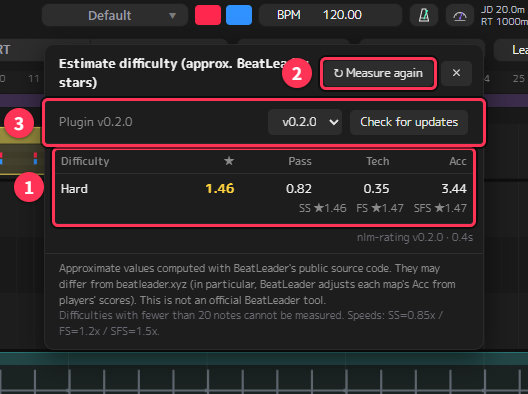 Default
BPM 120.00
JD 20.0m
RT 1000m
RT
Estimate difficulty (approx. BeatLeader
stars)
2
↻ Measure again
×
11
25
3
Plugin v0.2.0
v0.2.0
Check for updates
1
Difficulty ★ Pass Tech Acc
Hard 1.46 0.82 0.35 3.44
SS ★1.46 FS ★1.47 SFS ★1.47
nlm-rating v0.2.0 · 0.4s
Approximate values computed with BeatLeader's public source code. They may
differ from beatleader.xyz (in particular, BeatLeader adjusts each map's Acc from
players' scores). This is not an official BeatLeader tool.
Difficulties with fewer than 20 notes cannot be measured. Speeds: SS=0.85x /
FS=1.2x / SFS=1.5x.